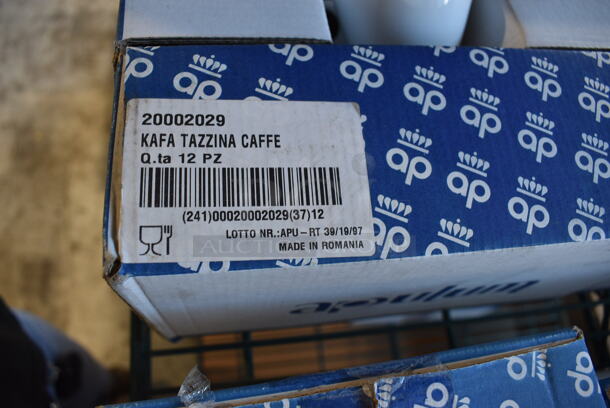 20002029
KAFA TAZZINA CAFFE
Q.ta 12 PZ
(241)00020002029(37)12
LOTTO NR.:APU-RT 39/19/97
MADE IN ROMANIA
apulum